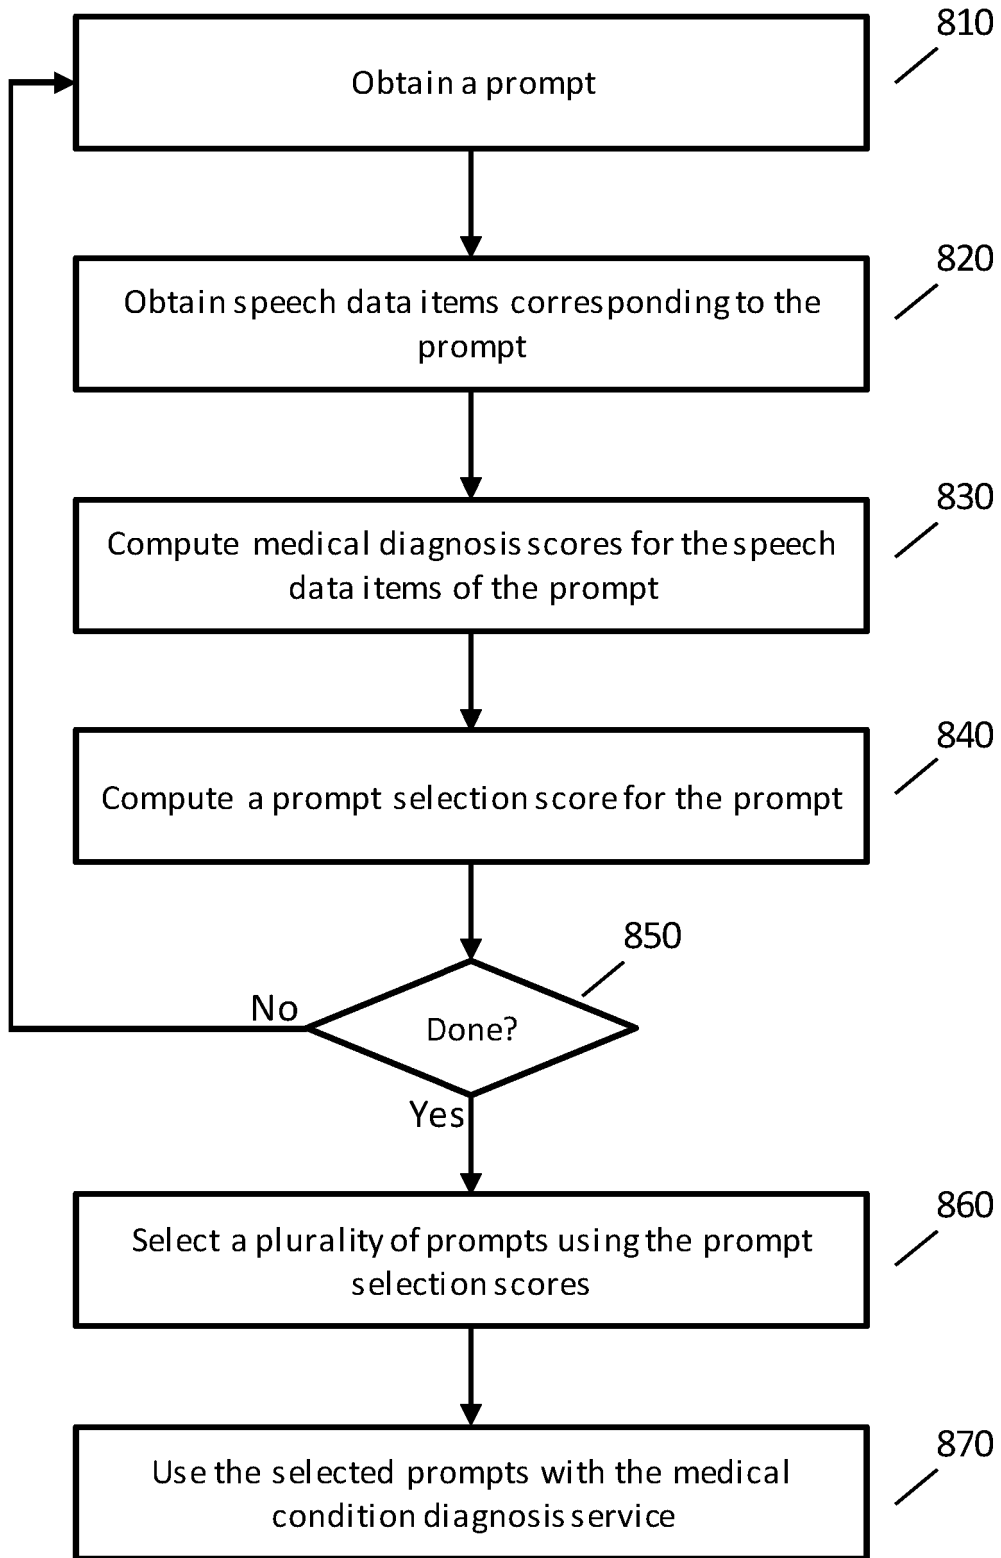 810
Obtain a prompt
820
Obtain speech data items corresponding to the
prompt
830
Compute medical diagnosis scores for the speech
data items of the prompt
840
Compute a prompt selection score for the prompt
850
No
Done?
Yes
860
Select a plurality of prompts using the prompt
selection scores
870
Use the selected prompts with the medical
condition diagnosis service